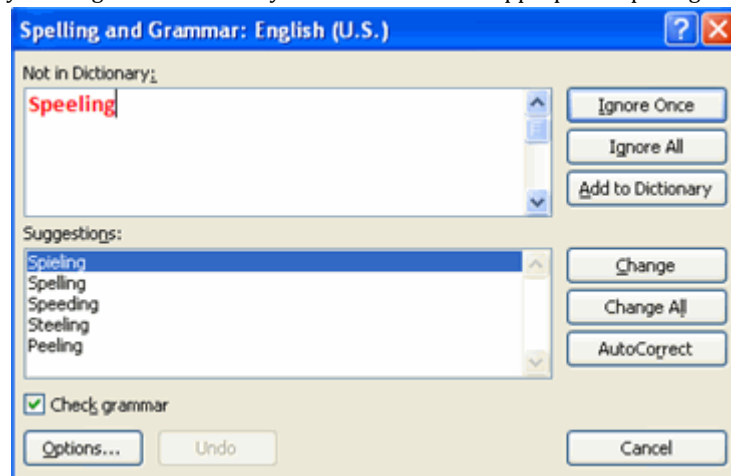 Spelling and Grammar: English (U.S.)
Not in Dictionary:
Speeling
Ignore Once
Ignore All
Add to Dictionary
Suggestions:
Spieling
Spelling
Speeding
Steeling
Peeling
Change
Change All
AutoCorrect
Check grammar
Options...
Undo
Cancel